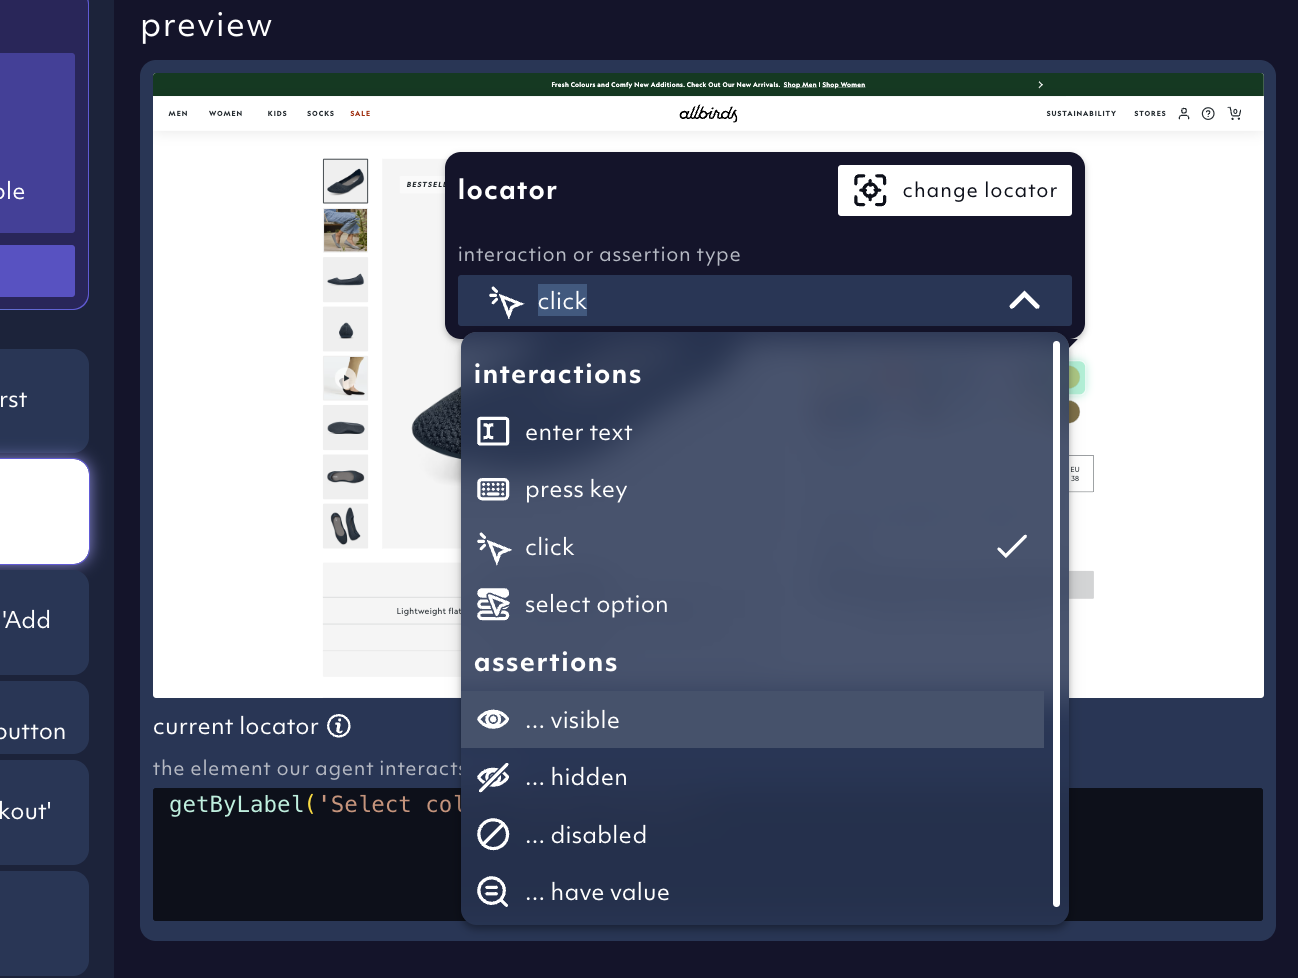 preview
Fresh Colours and Comfy New Additions. Check Out Our New Arrivals. Shop Men | Shop Women
MEN WOMEN KIDS SOCKS SALE
allbirds
SUSTAINABILITY STORES
0
BESTSELL
locator
change locator
interaction or assertion type
click
interactions
enter text
press key
click
select option
assertions
... visible
... hidden
... disabled
... have value
EU
38
Lightweight flat
current locator
the element our agent interacts
getByLabel('Select col
ble
rst
'Add
button
kout'